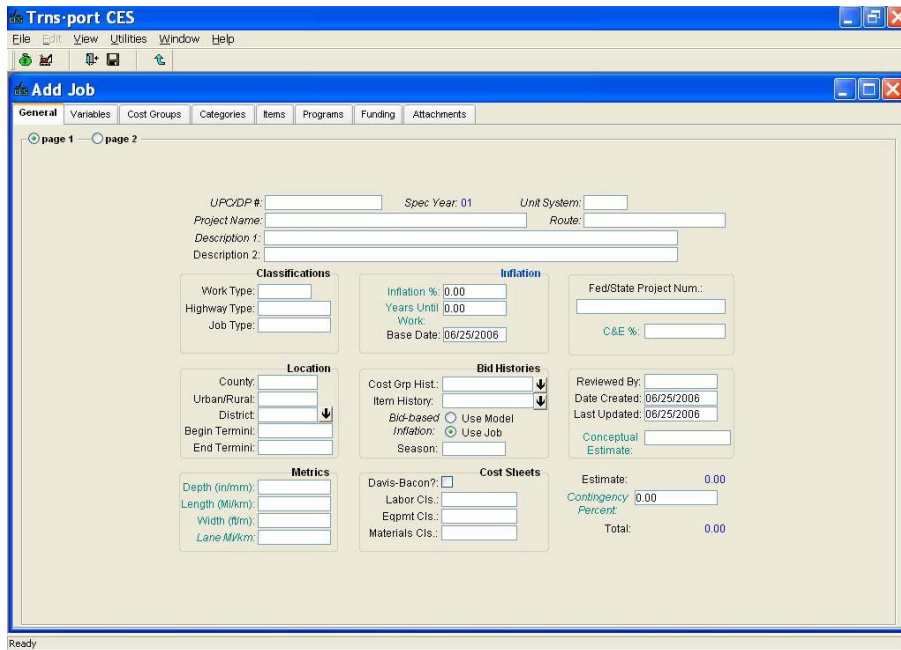 Trns·port CES
File Edit View Utilities Window Help
Add Job
General Variables Cost Groups Categories Items Programs Funding Attachments
page 1 page 2
UPC/DP #: Spec Year: 01 Unit System:
Project Name: Route:
Description 1:
Description 2:
Classifications
Work Type:
Highway Type:
Job Type:
Inflation
Inflation %: 0.00
Years Until Work: 0.00
Base Date: 06/25/2006
Fed/State Project Num.:
C&E %:
Location
County:
Urban/Rural:
District:
Begin Termini:
End Termini:
Bid Histories
Cost Grp Hist.:
Item History:
Bid-based Inflation: Use Model
Use Job
Season:
Reviewed By:
Date Created: 06/25/2006
Last Updated: 06/25/2006
Conceptual
Estimate:
Metrics
Depth (in/mm):
Length (Mi/km):
Width (ft/m):
Lane Mi/km:
Cost Sheets
Davis-Bacon?:
Labor Cls.:
Eqpmt Cls.:
Materials Cls.:
Estimate: 0.00
Contingency Percent: 0.00
Total: 0.00
Ready